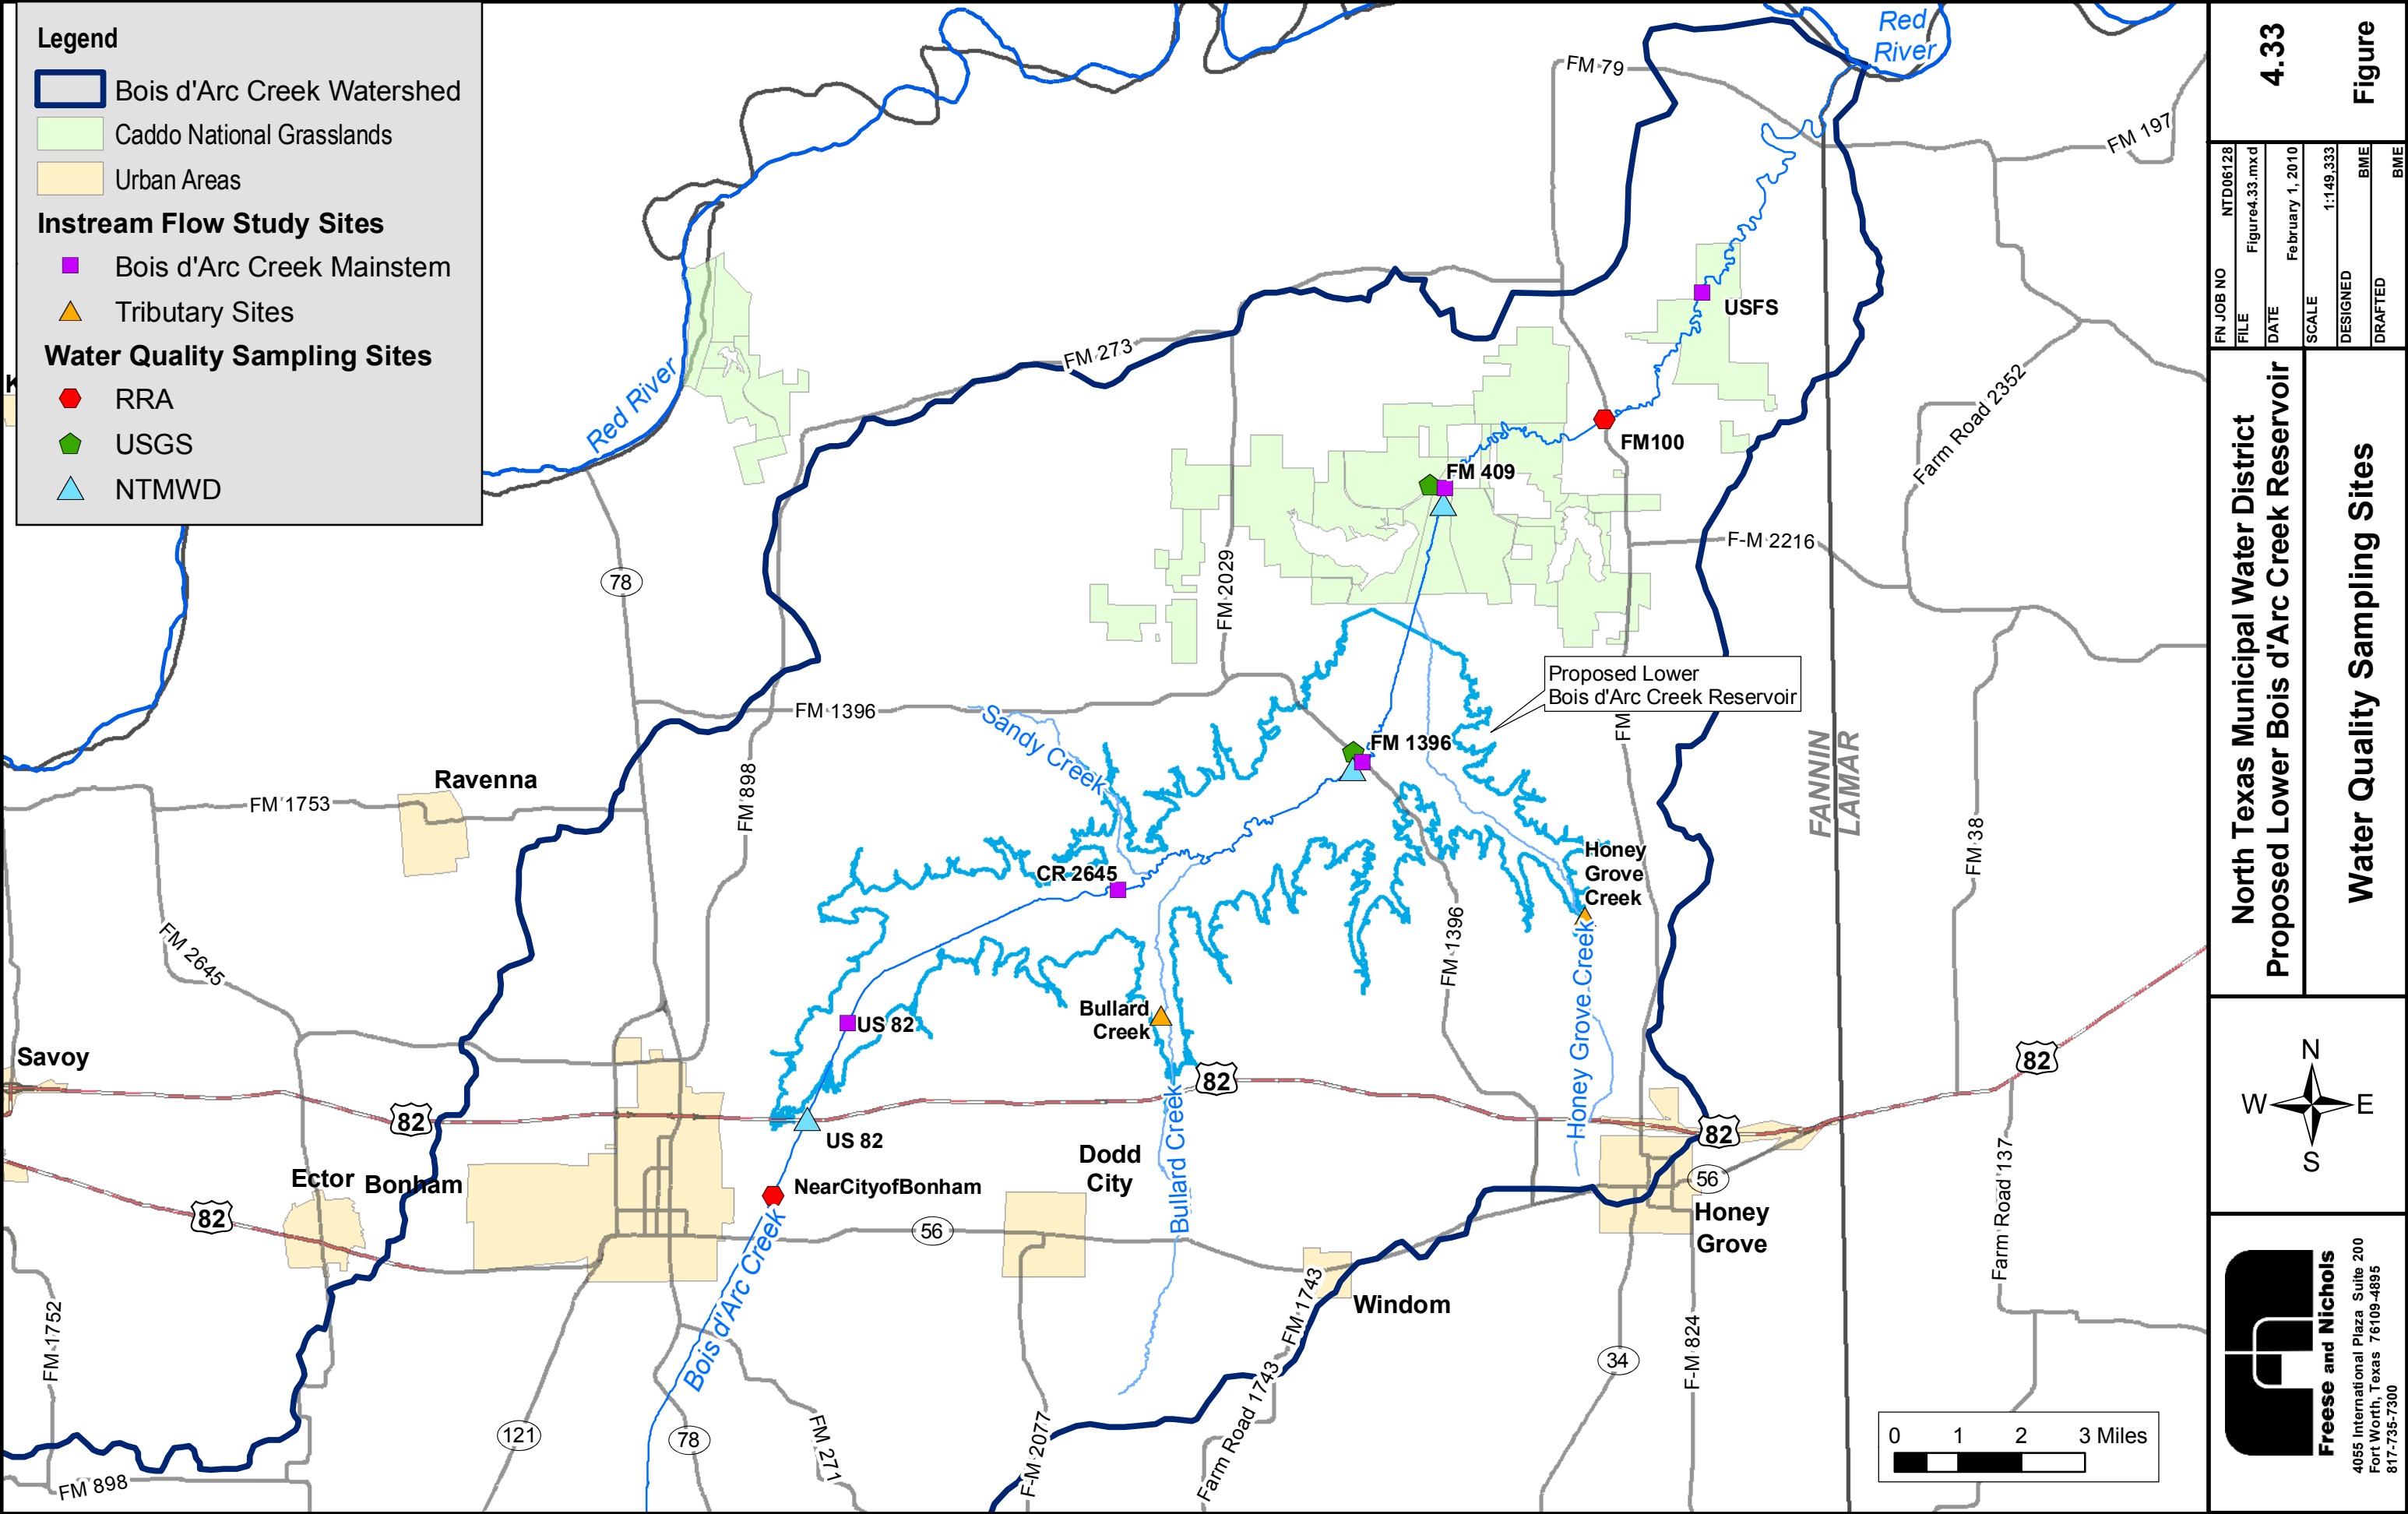 Legend
Bois d'Arc Creek Watershed
Caddo National Grasslands
Urban Areas
Instream Flow Study Sites
Bois d'Arc Creek Mainstem
Tributary Sites
Water Quality Sampling Sites
RRA
USGS
NTMWD
Red
River
FM 79
FM 197
USFS
FM 273
Red River
FM100
FM 409
Farm Road 2352
F-M 2216
78
FM 2029
Proposed Lower
Bois d'Arc Creek Reservoir
FM
FM 1396
Sandy Creek
FM 1396
FANNIN
LAMAR
Ravenna
FM 1753
FM 898
FM 38
Honey
Grove
Creek
CR 2645
FM 1396
FM 2645
Honey Grove Creek
Bullard
Creek
US 82
Savoy
82
82
82
82
US 82
Bullard Creek
Dodd
City
Ector
Bonham
NearCityofBonham
56
Farm Road 137
82
56
Honey
Grove
Bois d'Arc Creek
FM 1743
Windom
FM 1752
34
F-M 824
Farm Road 1743
121
78
FM 271
F-M 2077
FM 898
0 1 2 3 Miles
4.33
Figure
FN JOB NO NTD06128
FILE Figure4.33.mxd
DATE February 1, 2010
SCALE 1:149,333
DESIGNED BME
DRAFTED BME
North Texas Municipal Water District
Proposed Lower Bois d'Arc Creek Reservoir
Water Quality Sampling Sites
N
W E
S
Freese and Nichols
4055 International Plaza Suite 200
Fort Worth, Texas 76109-4895
817-735-7300